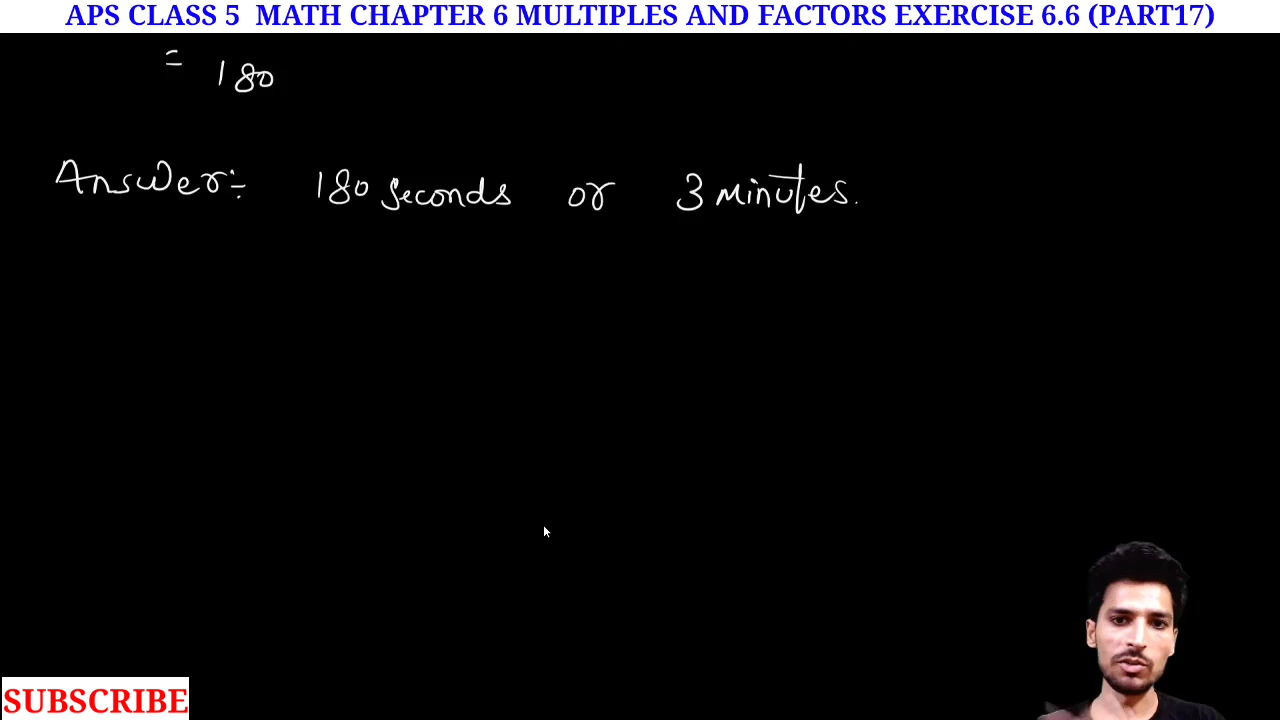 APS CLASS 5 MATH CHAPTER 6 MULTIPLES AND FACTORS EXERCISE 6.6 (PART17)
= 180
Answer:- 180 seconds or 3 minutes.
SUBSCRIBE